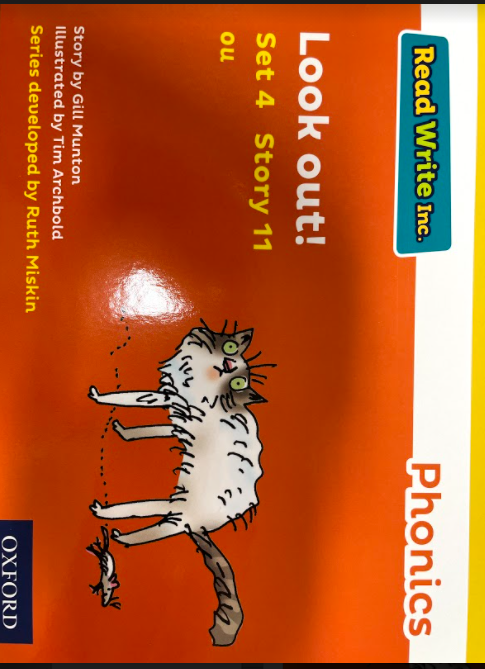 Read Write Inc.
Phonics
Look out!
Set 4 Story 11
ou
Story by Gill Munton
Illustrated by Tim Archbold
Series developed by Ruth Miskin
OXFORD